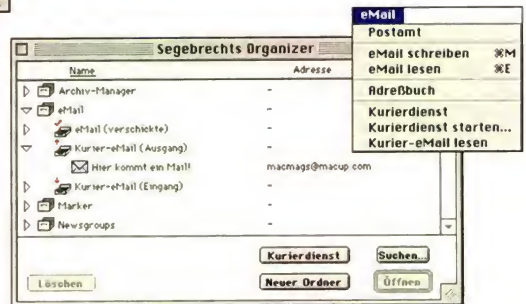 eMail
Postamt
eMail schreiben ⌘M
eMail lesen ⌘E
Adreßbuch
Kurierdienst
Kurierdienst starten...
Kurier-eMail lesen
Segebrechts Organizer
Name Adresse
Archiv-Manager -
eMail -
eMail (verschickte) -
Kurier-eMail (Ausgang) -
Hier kommt ein Mail! macmags@macup.com
Kurier-eMail (Eingang) -
Marker -
Newsgroups -
Kurierdienst Suchen...
Löschen Neuer Ordner Öffnen